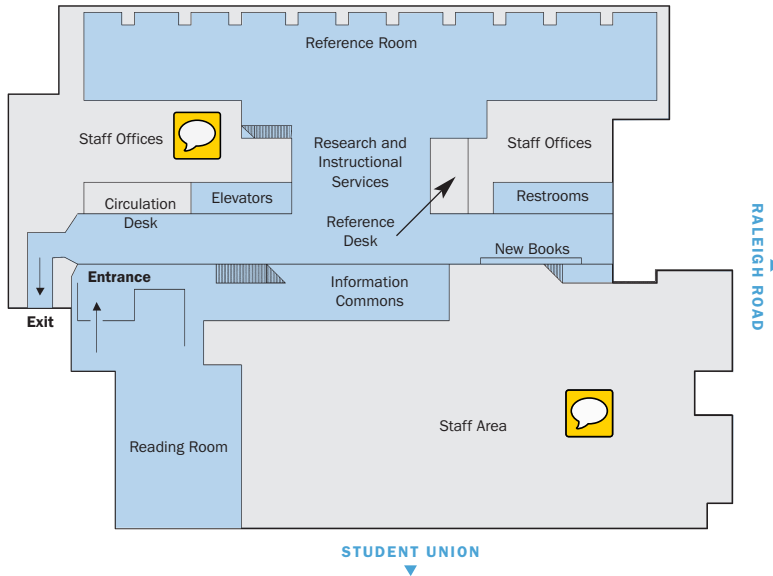 Reference Room
Staff Offices
Research and
Instructional
Services
Staff Offices
Circulation
Desk
Elevators
Restrooms
Reference
Desk
New Books
Entrance
Information
Commons
Exit
RALEIGH ROAD
Staff Area
Reading Room
STUDENT UNION